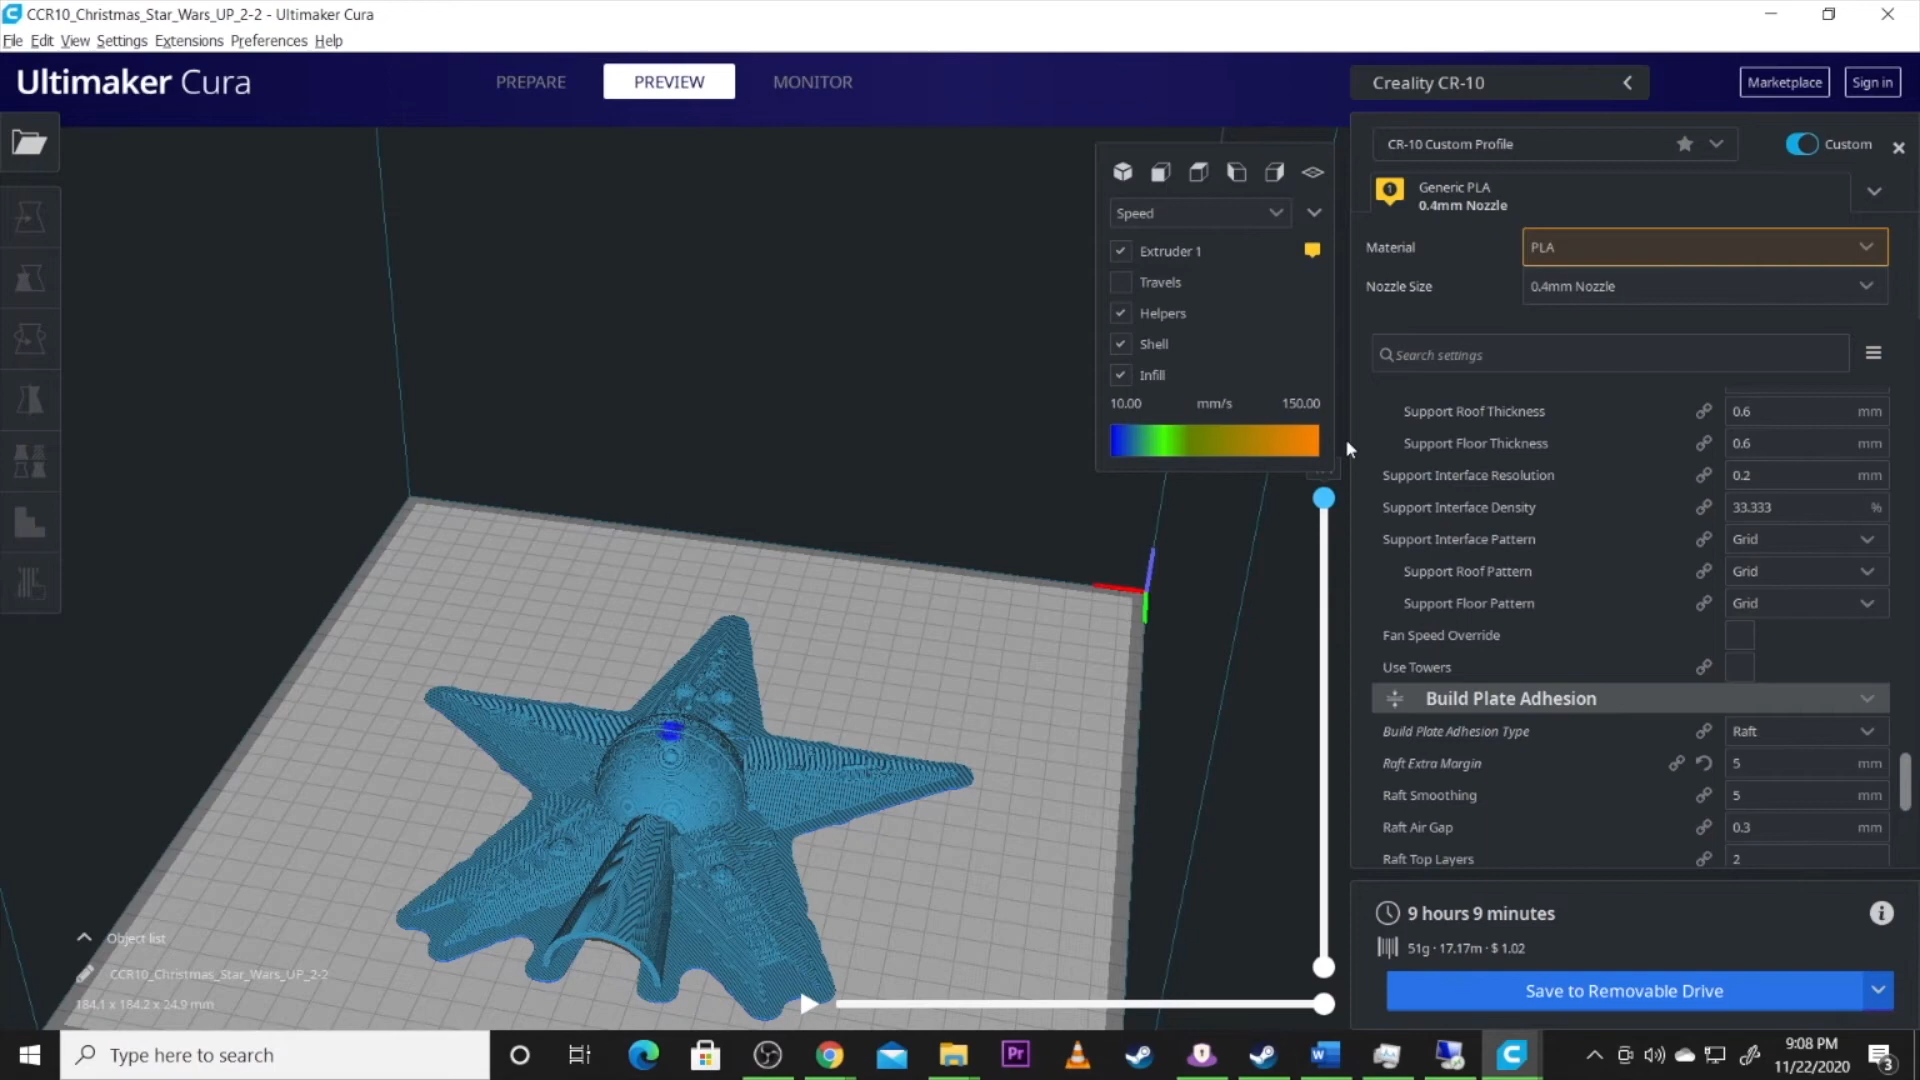 CCR10_Christmas_Star_Wars_UP_2-2 - Ultimaker Cura
File Edit View Settings Extensions Preferences Help
Ultimaker Cura
PREPARE
PREVIEW
MONITOR
Creality CR-10
Marketplace
Sign in
CR-10 Custom Profile
Custom
1
Generic PLA
0.4mm Nozzle
Material
PLA
Nozzle Size
0.4mm Nozzle
Search settings
Speed
Extruder 1
Travels
Helpers
Shell
Infill
10.00 mm/s 150.00
Support Roof Thickness 0.6 mm
Support Floor Thickness 0.6 mm
Support Interface Resolution 0.2 mm
Support Interface Density 33.333 %
Support Interface Pattern Grid
Support Roof Pattern Grid
Support Floor Pattern Grid
Fan Speed Override
Use Towers
Build Plate Adhesion
Build Plate Adhesion Type Raft
Raft Extra Margin 5 mm
Raft Smoothing 5 mm
Raft Air Gap 0.3 mm
Raft Top Layers 2
9 hours 9 minutes
51g · 17.17m · $ 1.02
Save to Removable Drive
Object list
CCR10_Christmas_Star_Wars_UP_2-2
184.1 x 184.2 x 24.9 mm
Type here to search
Pr
9:08 PM
11/22/2020
3